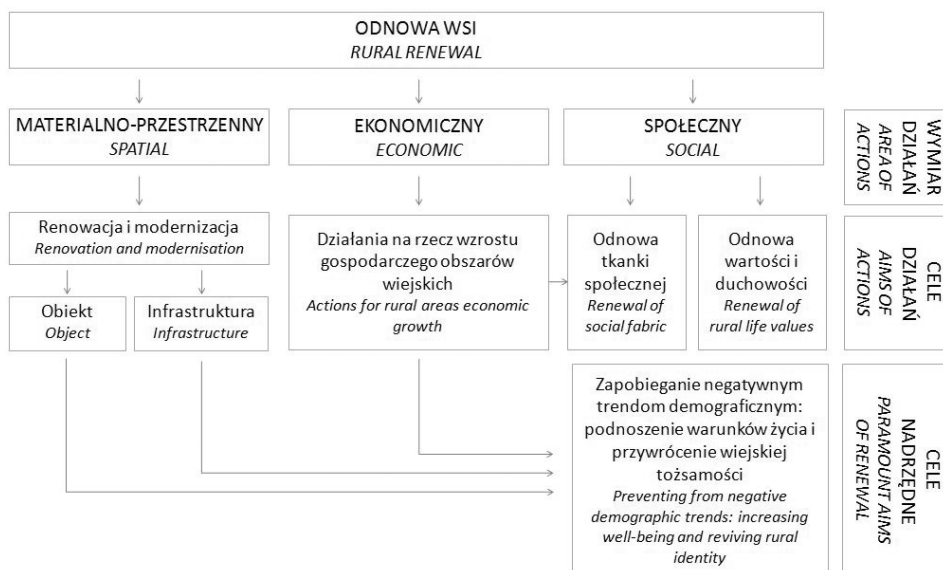 ODNOWA WSI
RURAL RENEWAL
MATERIALNO-PRZESTRZENNY
SPATIAL
EKONOMICZNY
ECONOMIC
SPOŁECZNY
SOCIAL
WYMIAR
DZIAŁAŃ
AREA OF
ACTIONS
Renowacja i modernizacja
Renovation and modernisation
Obiekt
Object
Infrastruktura
Infrastructure
Działania na rzecz wzrostu
gospodarczego obszarów
wiejskich
Actions for rural areas economic
growth
Odnowa
tkanki
społecznej
Renewal of
social fabric
Odnowa
wartości i
duchowości
Renewal of
rural life values
CELE
DZIAŁAŃ
AIMS OF
ACTIONS
Zapobieganie negatywnym
trendom demograficznym:
podnoszenie warunków życia i
przywrócenie wiejskiej
tożsamości
Preventing from negative
demographic trends: increasing
well-being and reviving rural
identity
CELE
NADRZĘDNE
PARAMOUNT AIMS
OF RENEWAL